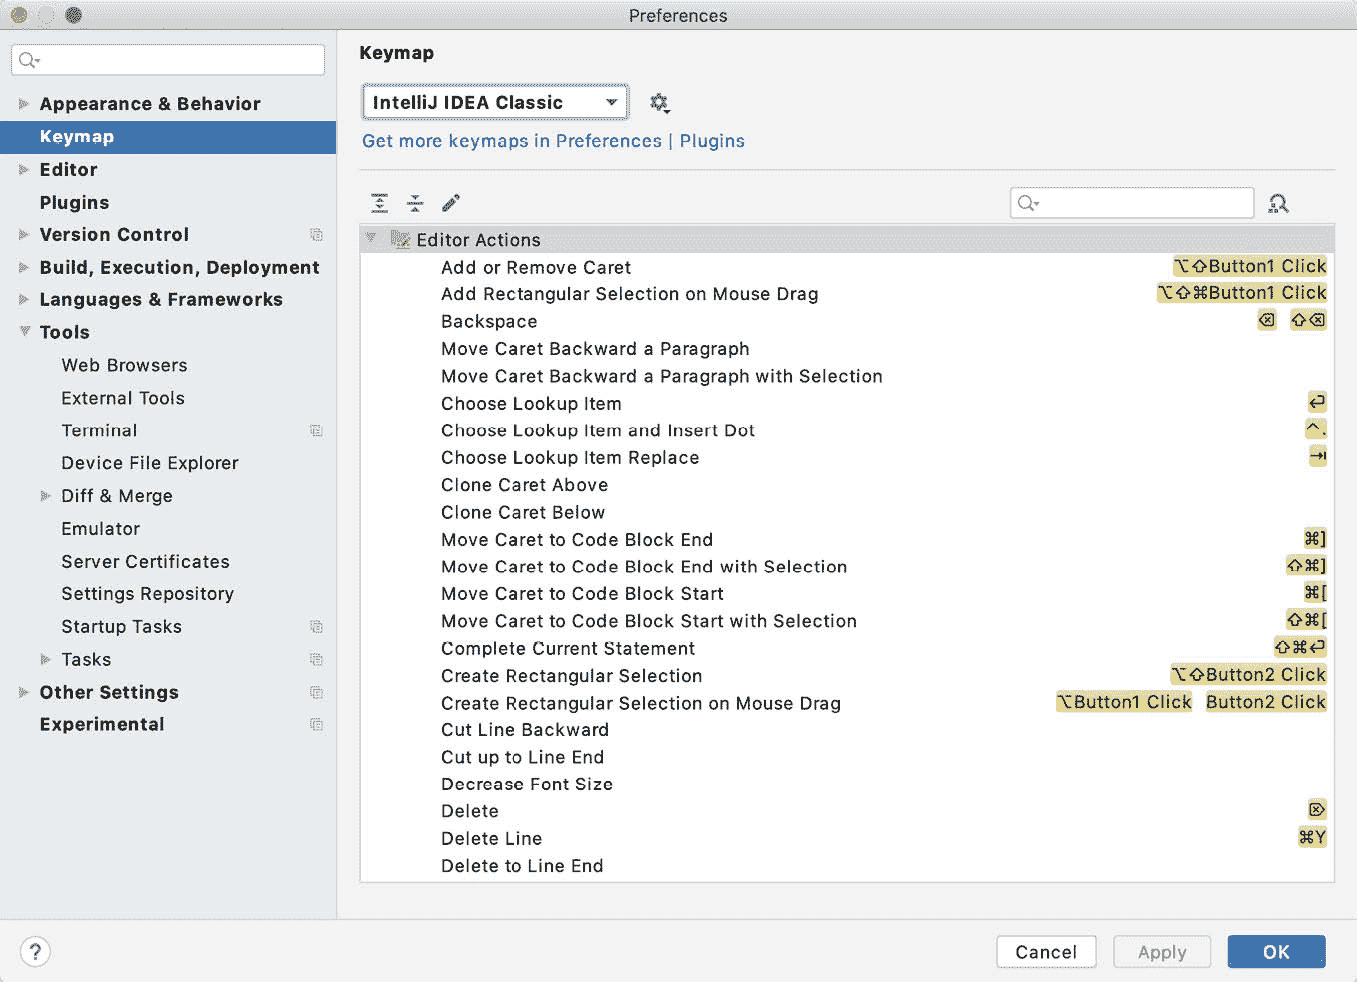 Preferences
Appearance & Behavior
Keymap
Editor
Plugins
Version Control
Build, Execution, Deployment
Languages & Frameworks
Tools
Web Browsers
External Tools
Terminal
Device File Explorer
Diff & Merge
Emulator
Server Certificates
Settings Repository
Startup Tasks
Tasks
Other Settings
Experimental
Keymap
IntelliJ IDEA Classic
Get more keymaps in Preferences | Plugins
Editor Actions
Add or Remove Caret ⌥⇧Button1 Click
Add Rectangular Selection on Mouse Drag ⌥⇧⌘Button1 Click
Backspace ⌫ ⇧⌫
Move Caret Backward a Paragraph
Move Caret Backward a Paragraph with Selection
Choose Lookup Item ↩
Choose Lookup Item and Insert Dot ^.
Choose Lookup Item Replace ⇥
Clone Caret Above
Clone Caret Below
Move Caret to Code Block End ⌘]
Move Caret to Code Block End with Selection ⇧⌘]
Move Caret to Code Block Start ⌘[
Move Caret to Code Block Start with Selection ⇧⌘[
Complete Current Statement ⇧⌘↩
Create Rectangular Selection ⌥⇧Button2 Click
Create Rectangular Selection on Mouse Drag ⌥Button1 Click Button2 Click
Cut Line Backward
Cut up to Line End
Decrease Font Size
Delete ⌦
Delete Line ⌘Y
Delete to Line End
? Cancel Apply OK